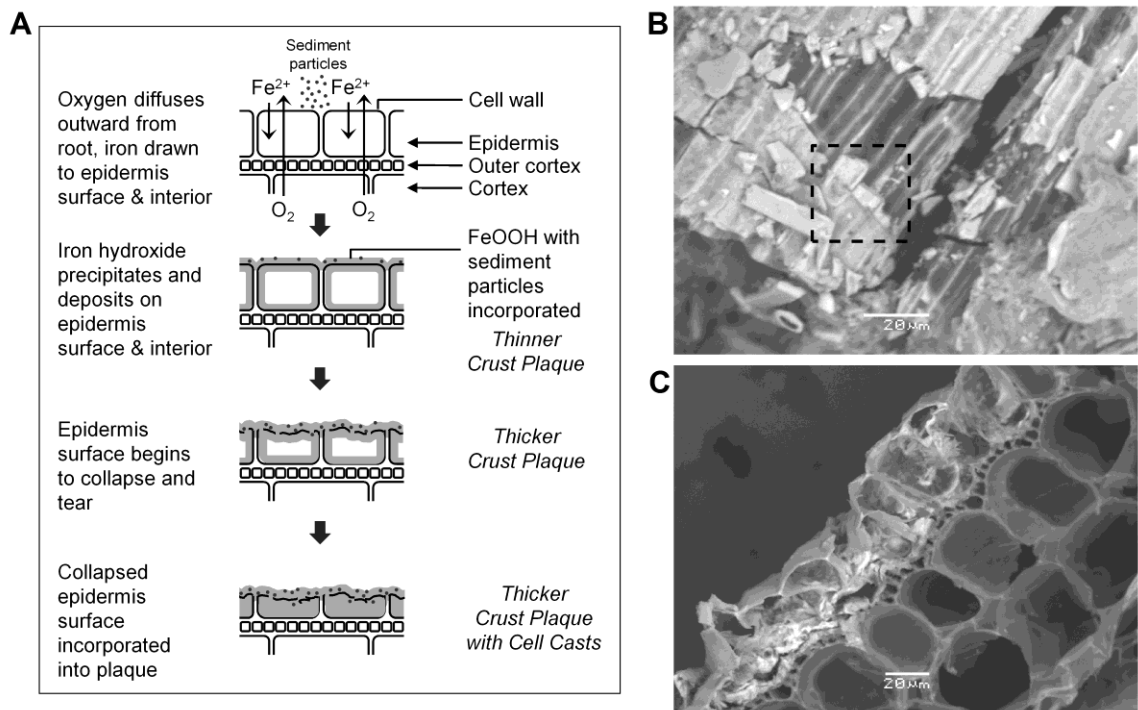 A
Sediment
particles
Fe2+ Fe2+
Oxygen diffuses
outward from
root, iron drawn
to epidermis
surface & interior
Cell wall
Epidermis
Outer cortex
Cortex
O2 O2
Iron hydroxide
precipitates and
deposits on
epidermis
surface & interior
FeOOH with
sediment
particles
incorporated
Thinner
Crust Plaque
Epidermis
surface begins
to collapse and
tear
Thicker
Crust Plaque
Collapsed
epidermis
surface
incorporated
into plaque
Thicker
Crust Plaque
with Cell Casts
B
20μm
C
20μm